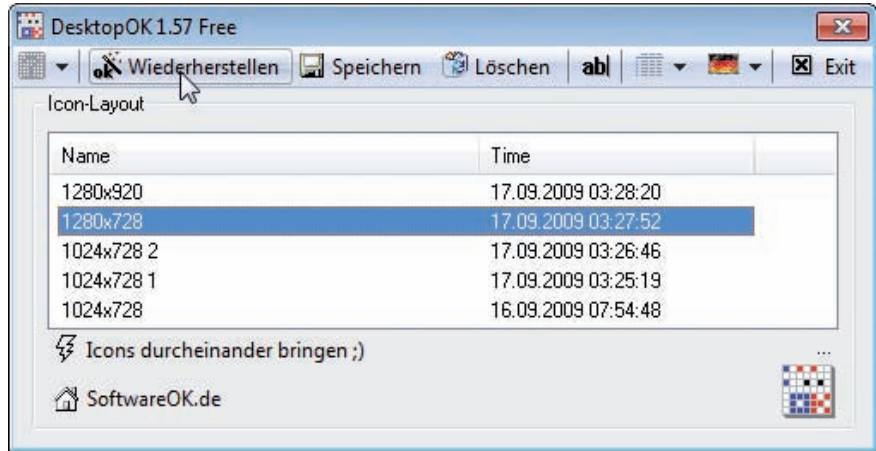 DesktopOK 1.57 Free
ok Wiederherstellen Speichern Löschen ab| Exit
Icon-Layout
Name Time
1280x920 17.09.2009 03:28:20
1280x728 17.09.2009 03:27:52
1024x728 2 17.09.2009 03:26:46
1024x728 1 17.09.2009 03:25:19
1024x728 16.09.2009 07:54:48
Icons durcheinander bringen ;) ...
SoftwareOK.de